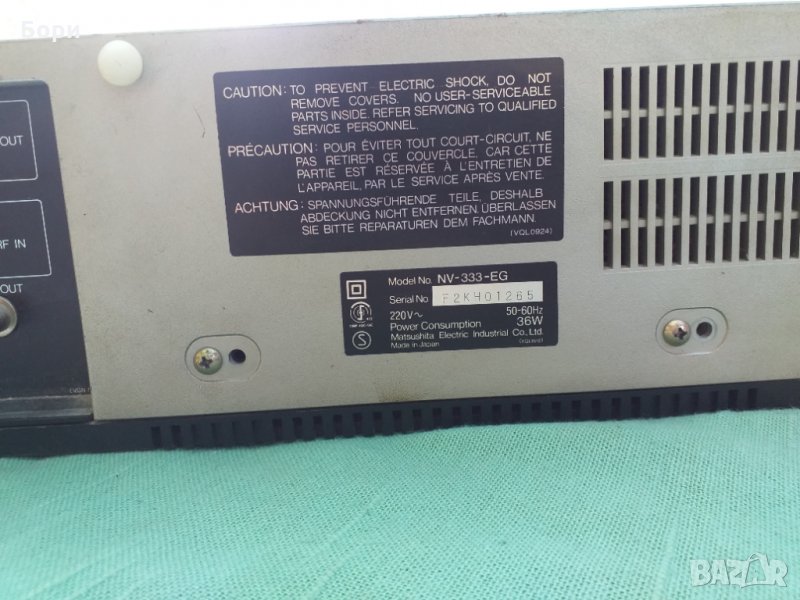 Бори
OUT
RF IN
OUT
CAUTION: TO PREVENT ELECTRIC SHOCK, DO NOT
REMOVE COVERS. NO USER-SERVICEABLE
PARTS INSIDE. REFER SERVICING TO QUALIFIED
SERVICE PERSONNEL.
PRÉCAUTION: POUR ÉVITER TOUT COURT-CIRCUIT, NE
PAS RETIRER CE COUVERCLE. CAR CETTE
PARTIE EST RÉSERVÉE À L'ENTRETIEN DE
L'APPAREIL, PAR LE SERVICE APRÈS VENTE.
ACHTUNG: SPANNUNGSFÜHRENDE TEILE, DESHALB
ABDECKUNG NICHT ENTFERNEN, ÜBERLASSEN
SIE BITTE REPARATUREN DEM FACHMANN.
(VQL0924)
Model No. NV-333-EG
Serial No. F2K401265
220V~ 50-60Hz
Power Consumption 36W
Matsushita Electric Industrial Co., Ltd.
Made in Japan
S
BAZAR